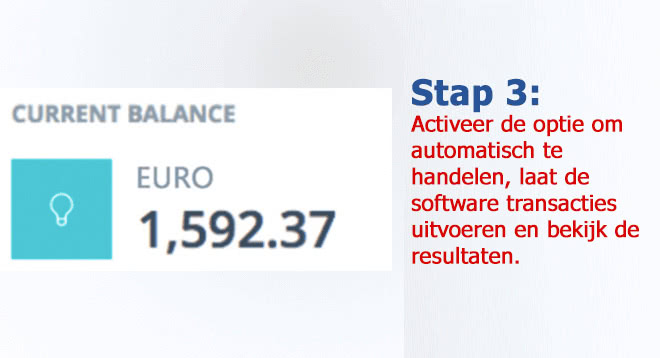 CURRENT BALANCE
EURO
1,592.37
Stap 3:
Activeer de optie om
automatisch te
handelen, laat de
software transacties
uitvoeren en bekijk de
resultaten.